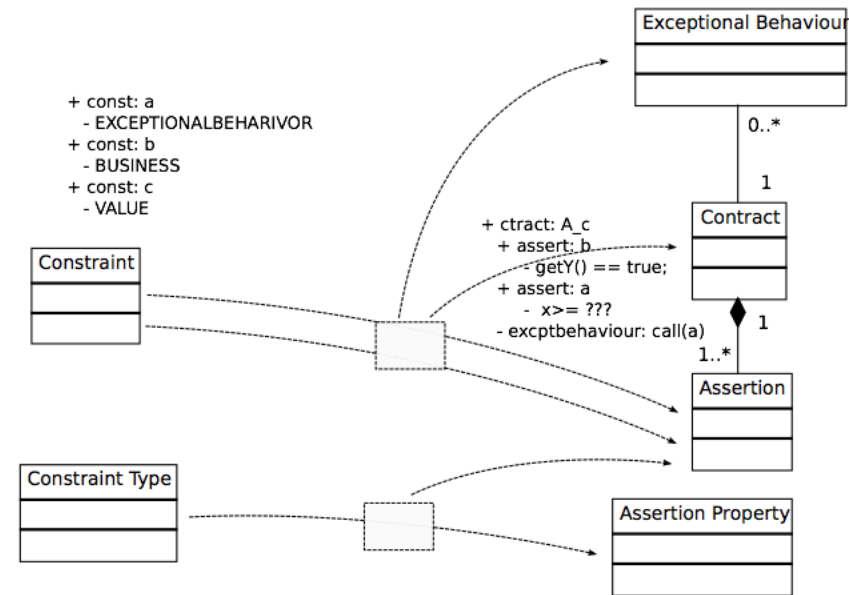 Exceptional Behaviour
+ const: a
- EXCEPTIONALBEHARIVOR
+ const: b
- BUSINESS
+ const: c
- VALUE
0..*
1
Contract
+ ctract: A_c
+ assert: b
- getY() == true;
+ assert: a
- x>= ???
- excptbehaviour: call(a)
Constraint
1
1..*
Assertion
Constraint Type
Assertion Property